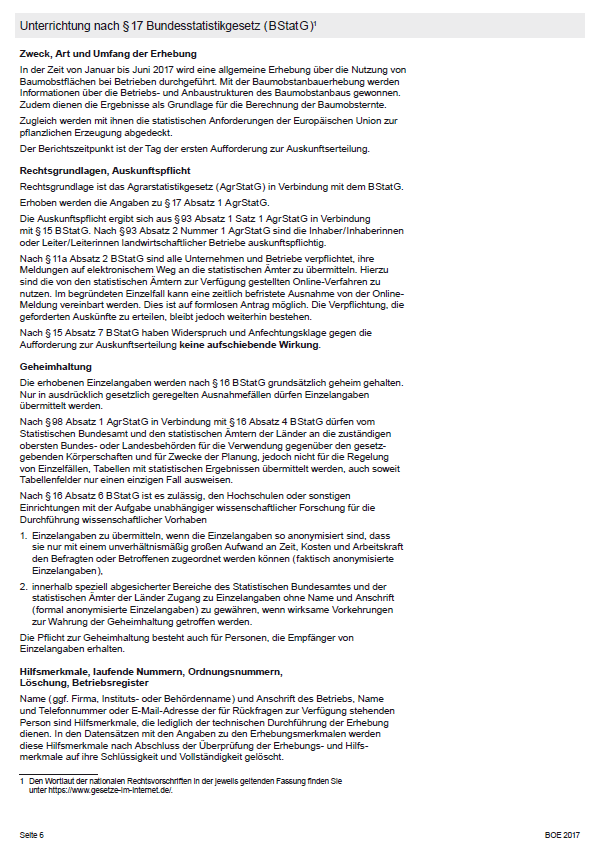 Unterrichtung nach § 17 Bundesstatistikgesetz (BStatG)¹
Zweck, Art und Umfang der Erhebung
In der Zeit von Januar bis Juni 2017 wird eine allgemeine Erhebung über die Nutzung von
Baumobstflächen bei Betrieben durchgeführt. Mit der Baumobstanbauerhebung werden
Informationen über die Betriebs- und Anbaustrukturen des Baumobstanbaus gewonnen.
Zudem dienen die Ergebnisse als Grundlage für die Berechnung der Baumobsternte.
Zugleich werden mit ihnen die statistischen Anforderungen der Europäischen Union zur
pflanzlichen Erzeugung abgedeckt.
Der Berichtszeitpunkt ist der Tag der ersten Aufforderung zur Auskunftserteilung.
Rechtsgrundlagen, Auskunftspflicht
Rechtsgrundlage ist das Agrarstatistikgesetz (AgrStatG) in Verbindung mit dem BStatG.
Erhoben werden die Angaben zu § 17 Absatz 1 AgrStatG.
Die Auskunftspflicht ergibt sich aus § 93 Absatz 1 Satz 1 AgrStatG in Verbindung
mit § 15 BStatG. Nach § 93 Absatz 2 Nummer 1 AgrStatG sind die Inhaber/Inhaberinnen
oder Leiter/Leiterinnen landwirtschaftlicher Betriebe auskunftspflichtig.
Nach § 11a Absatz 2 BStatG sind alle Unternehmen und Betriebe verpflichtet, ihre
Meldungen auf elektronischem Weg an die statistischen Ämter zu übermitteln. Hierzu
sind die von den statistischen Ämtern zur Verfügung gestellten Online-Verfahren zu
nutzen. Im begründeten Einzelfall kann eine zeitlich befristete Ausnahme von der Online-
Meldung vereinbart werden. Dies ist auf formlosen Antrag möglich. Die Verpflichtung, die
geforderten Auskünfte zu erteilen, bleibt jedoch weiterhin bestehen.
Nach § 15 Absatz 7 BStatG haben Widerspruch und Anfechtungsklage gegen die
Aufforderung zur Auskunftserteilung keine aufschiebende Wirkung.
Geheimhaltung
Die erhobenen Einzelangaben werden nach § 16 BStatG grundsätzlich geheim gehalten.
Nur in ausdrücklich gesetzlich geregelten Ausnahmefällen dürfen Einzelangaben
übermittelt werden.
Nach § 98 Absatz 1 AgrStatG in Verbindung mit § 16 Absatz 4 BStatG dürfen vom
Statistischen Bundesamt und den statistischen Ämtern der Länder an die zuständigen
obersten Bundes- oder Landesbehörden für die Verwendung gegenüber den gesetz-
gebenden Körperschaften und für Zwecke der Planung, jedoch nicht für die Regelung
von Einzelfällen, Tabellen mit statistischen Ergebnissen übermittelt werden, auch soweit
Tabellenfelder nur einen einzigen Fall ausweisen.
Nach § 16 Absatz 6 BStatG ist es zulässig, den Hochschulen oder sonstigen
Einrichtungen mit der Aufgabe unabhängiger wissenschaftlicher Forschung für die
Durchführung wissenschaftlicher Vorhaben
1. Einzelangaben zu übermitteln, wenn die Einzelangaben so anonymisiert sind, dass
sie nur mit einem unverhältnismäßig großen Aufwand an Zeit, Kosten und Arbeitskraft
den Befragten oder Betroffenen zugeordnet werden können (faktisch anonymisierte
Einzelangaben),
2. innerhalb speziell abgesicherter Bereiche des Statistischen Bundesamtes und der
statistischen Ämter der Länder Zugang zu Einzelangaben ohne Name und Anschrift
(formal anonymisierte Einzelangaben) zu gewähren, wenn wirksame Vorkehrungen
zur Wahrung der Geheimhaltung getroffen werden.
Die Pflicht zur Geheimhaltung besteht auch für Personen, die Empfänger von
Einzelangaben erhalten.
Hilfsmerkmale, laufende Nummern, Ordnungsnummern,
Löschung, Betriebsregister
Name (ggf. Firma, Instituts- oder Behördenname) und Anschrift des Betriebs, Name
und Telefonnummer oder E-Mail-Adresse der für Rückfragen zur Verfügung stehenden
Person sind Hilfsmerkmale, die lediglich der technischen Durchführung der Erhebung
dienen. In den Datensätzen mit den Angaben zu den Erhebungsmerkmalen werden
diese Hilfsmerkmale nach Abschluss der Überprüfung der Erhebungs- und Hilfs-
merkmale auf ihre Schlüssigkeit und Vollständigkeit gelöscht.
1 Den Wortlaut der nationalen Rechtsvorschriften in der jeweils geltenden Fassung finden Sie
unter https://www.gesetze-im-internet.de/.
Seite 6
BOE 2017